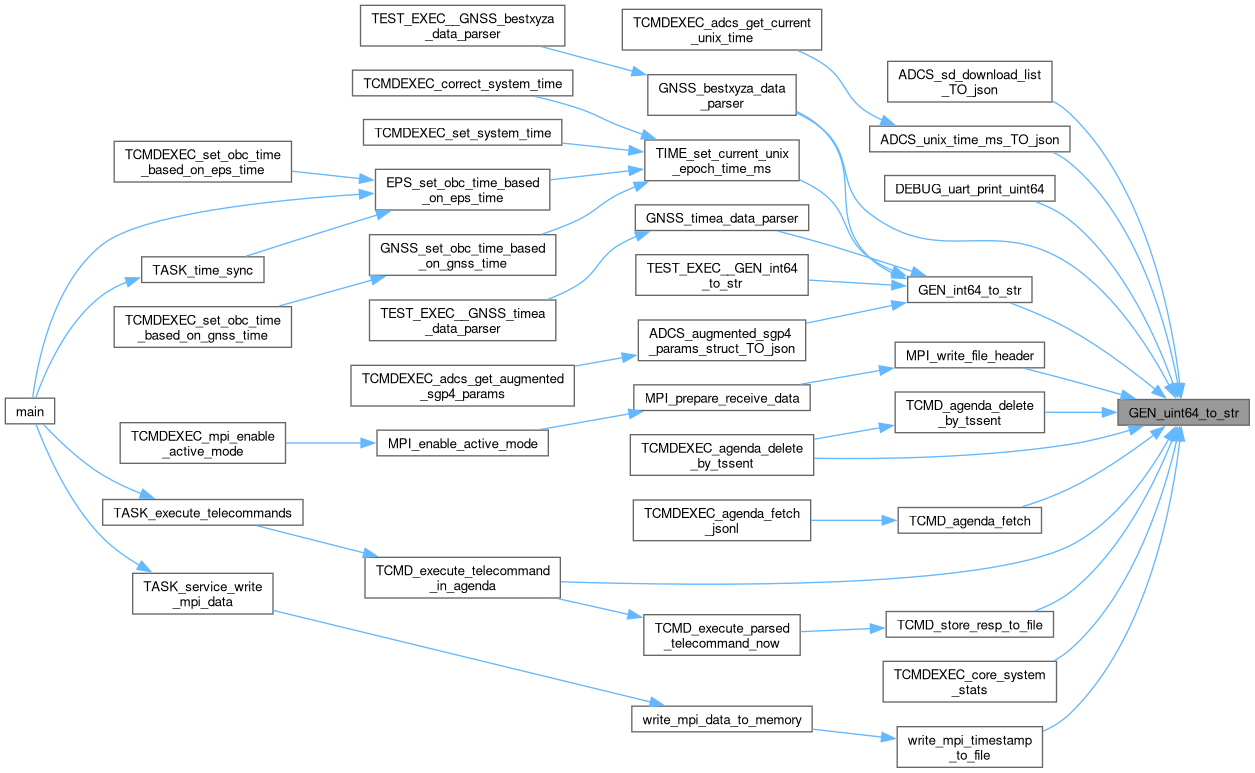 TEST_EXEC__GNSS_bestxyza
_data_parser
TCMDEXEC_adcs_get_current
_unix_time
TCMDEXEC_correct_system_time
GNSS_bestxyza_data
_parser
ADCS_sd_download_list
_TO_json
TCMDEXEC_set_system_time
ADCS_unix_time_ms_TO_json
TCMDEXEC_set_obc_time
_based_on_eps_time
EPS_set_obc_time_based
_on_eps_time
TIME_set_current_unix
_epoch_time_ms
DEBUG_uart_print_uint64
GNSS_timea_data_parser
TASK_time_sync
GNSS_set_obc_time_based
_on_gnss_time
TEST_EXEC__GEN_int64
_to_str
GEN_int64_to_str
TCMDEXEC_set_obc_time
_based_on_gnss_time
TEST_EXEC__GNSS_timea
_data_parser
ADCS_augmented_sgp4
_params_struct_TO_json
MPI_write_file_header
TCMDEXEC_adcs_get_augmented
_sgp4_params
MPI_prepare_receive_data
main
TCMD_agenda_delete
_by_tssent
GEN_uint64_to_str
TCMDEXEC_mpi_enable
_active_mode
MPI_enable_active_mode
TCMDEXEC_agenda_delete
_by_tssent
TASK_execute_telecommands
TCMDEXEC_agenda_fetch
_jsonl
TCMD_agenda_fetch
TASK_service_write
_mpi_data
TCMD_execute_telecommand
_in_agenda
TCMD_execute_parsed
_telecommand_now
TCMD_store_resp_to_file
TCMDEXEC_core_system
_stats
write_mpi_data_to_memory
write_mpi_timestamp
_to_file